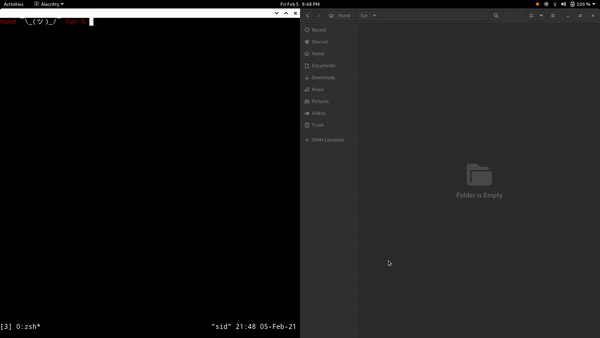 Activities
Alacritty
Fri Feb 5 9:48 PM
100 %
nuke ¯\_(ツ)_/¯ fun %
[3] 0:zsh*
"sid" 21:48 05-Feb-21
Home
fun
Recent
Starred
Home
Documents
Downloads
Music
Pictures
Videos
Trash
Other Locations
Folder is Empty